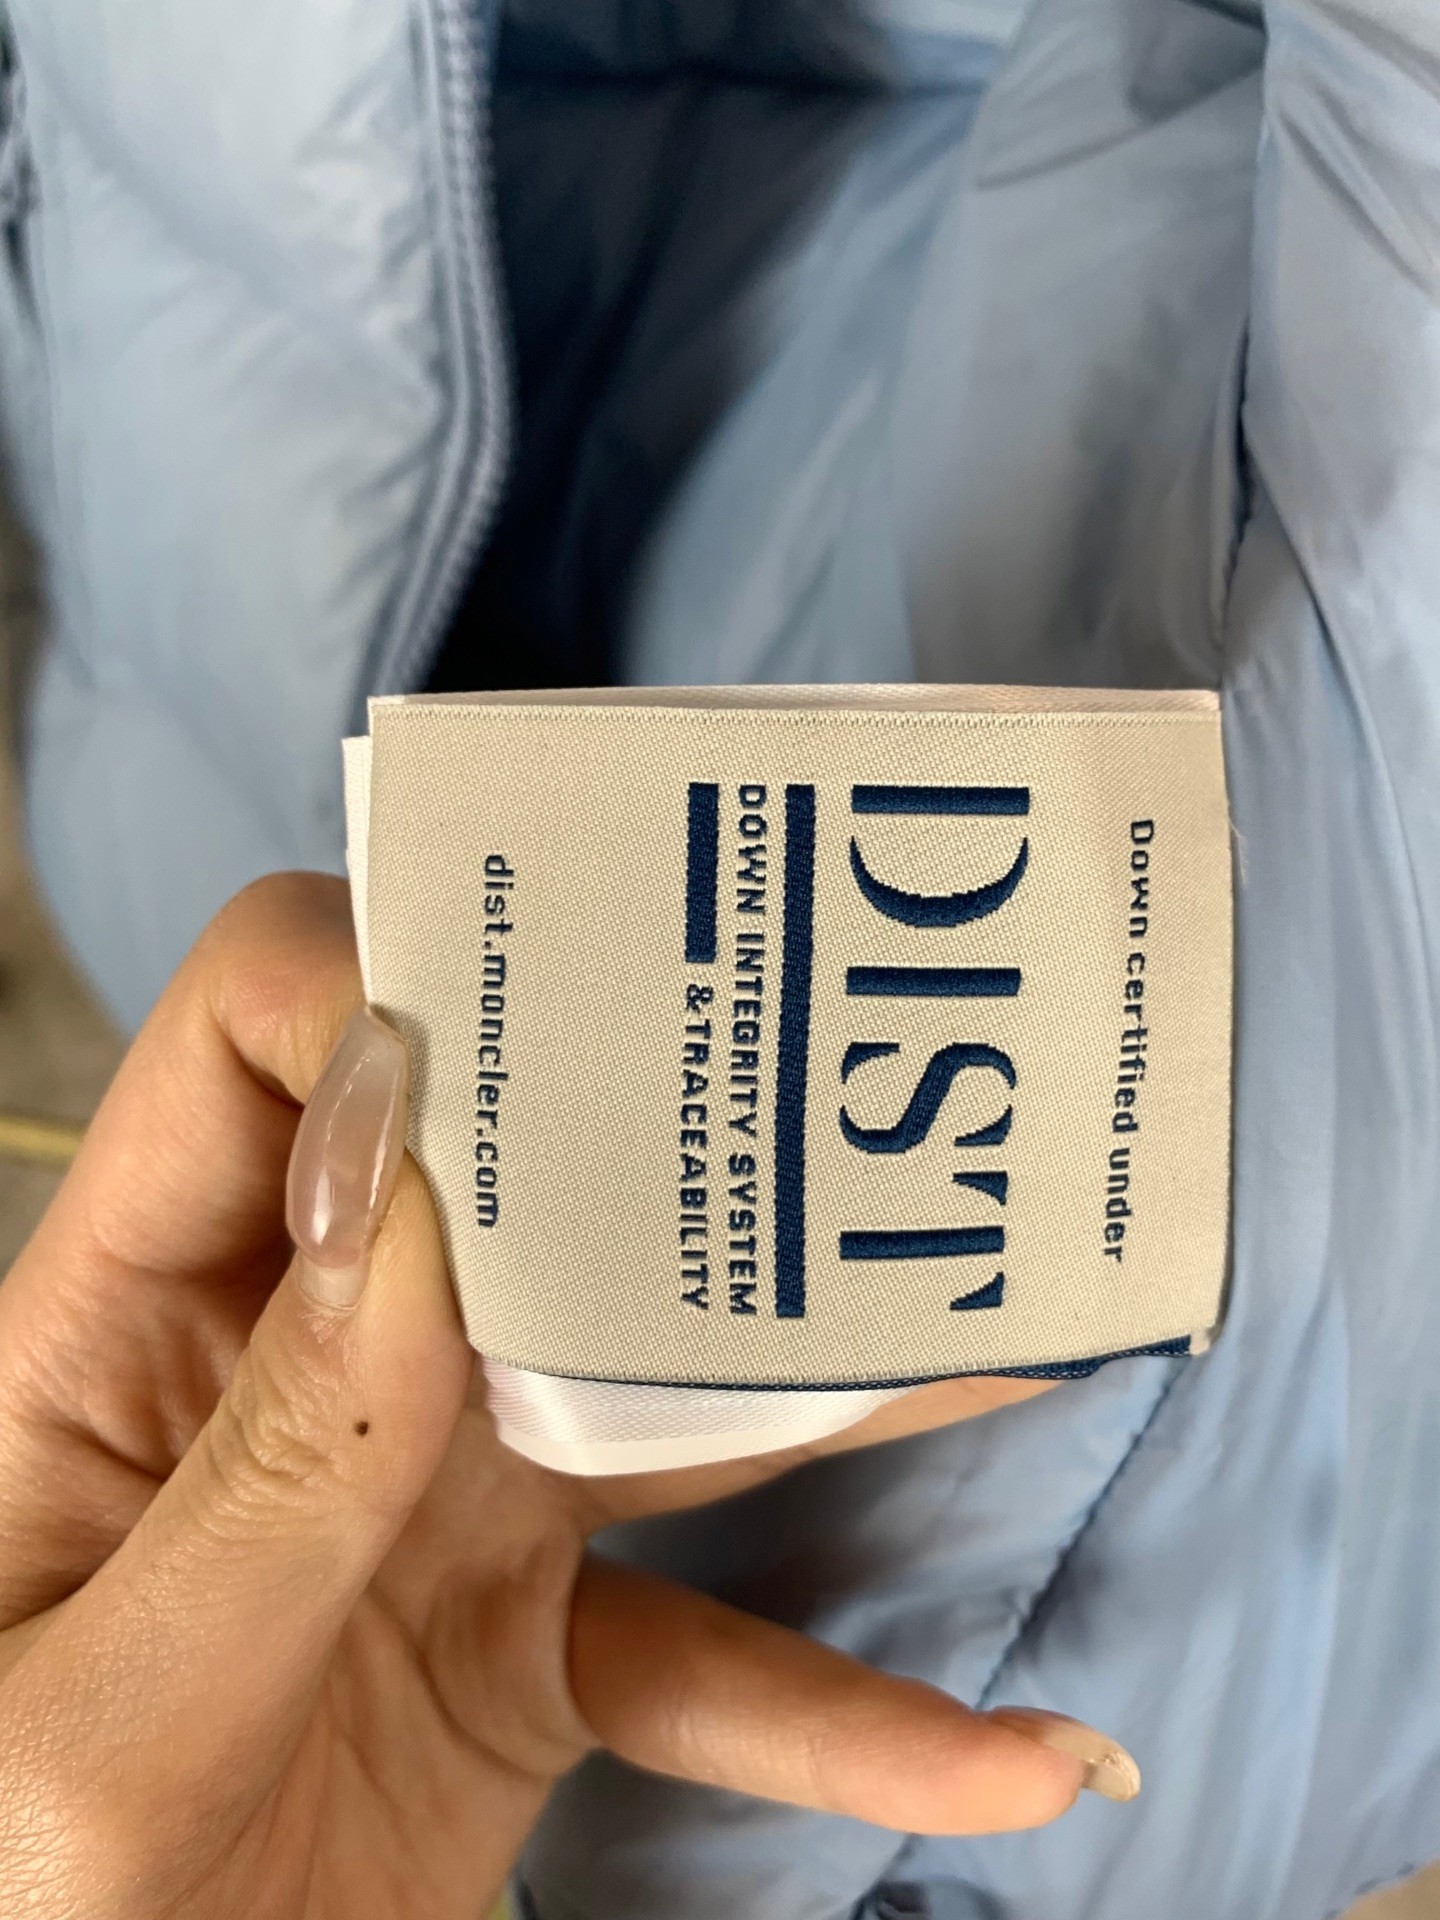 Down certified under
DIST
DOWN INTEGRITY SYSTEM
&TRACEABILITY
dist.moncler.com